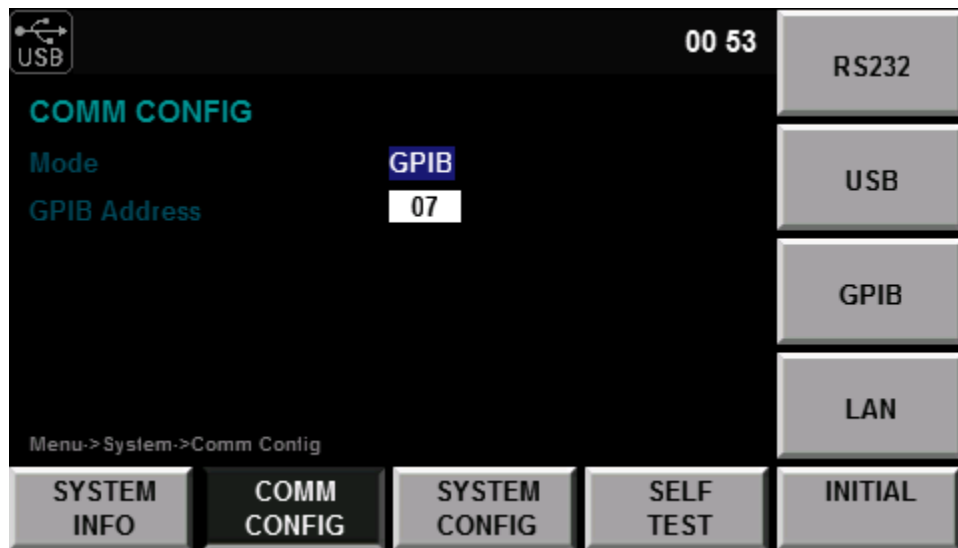 USB
00 53
RS232
COMM CONFIG
Mode GPIB
USB
GPIB Address 07
GPIB
LAN
Menu->System->Comm Config
SYSTEM INFO
COMM CONFIG
SYSTEM CONFIG
SELF TEST
INITIAL